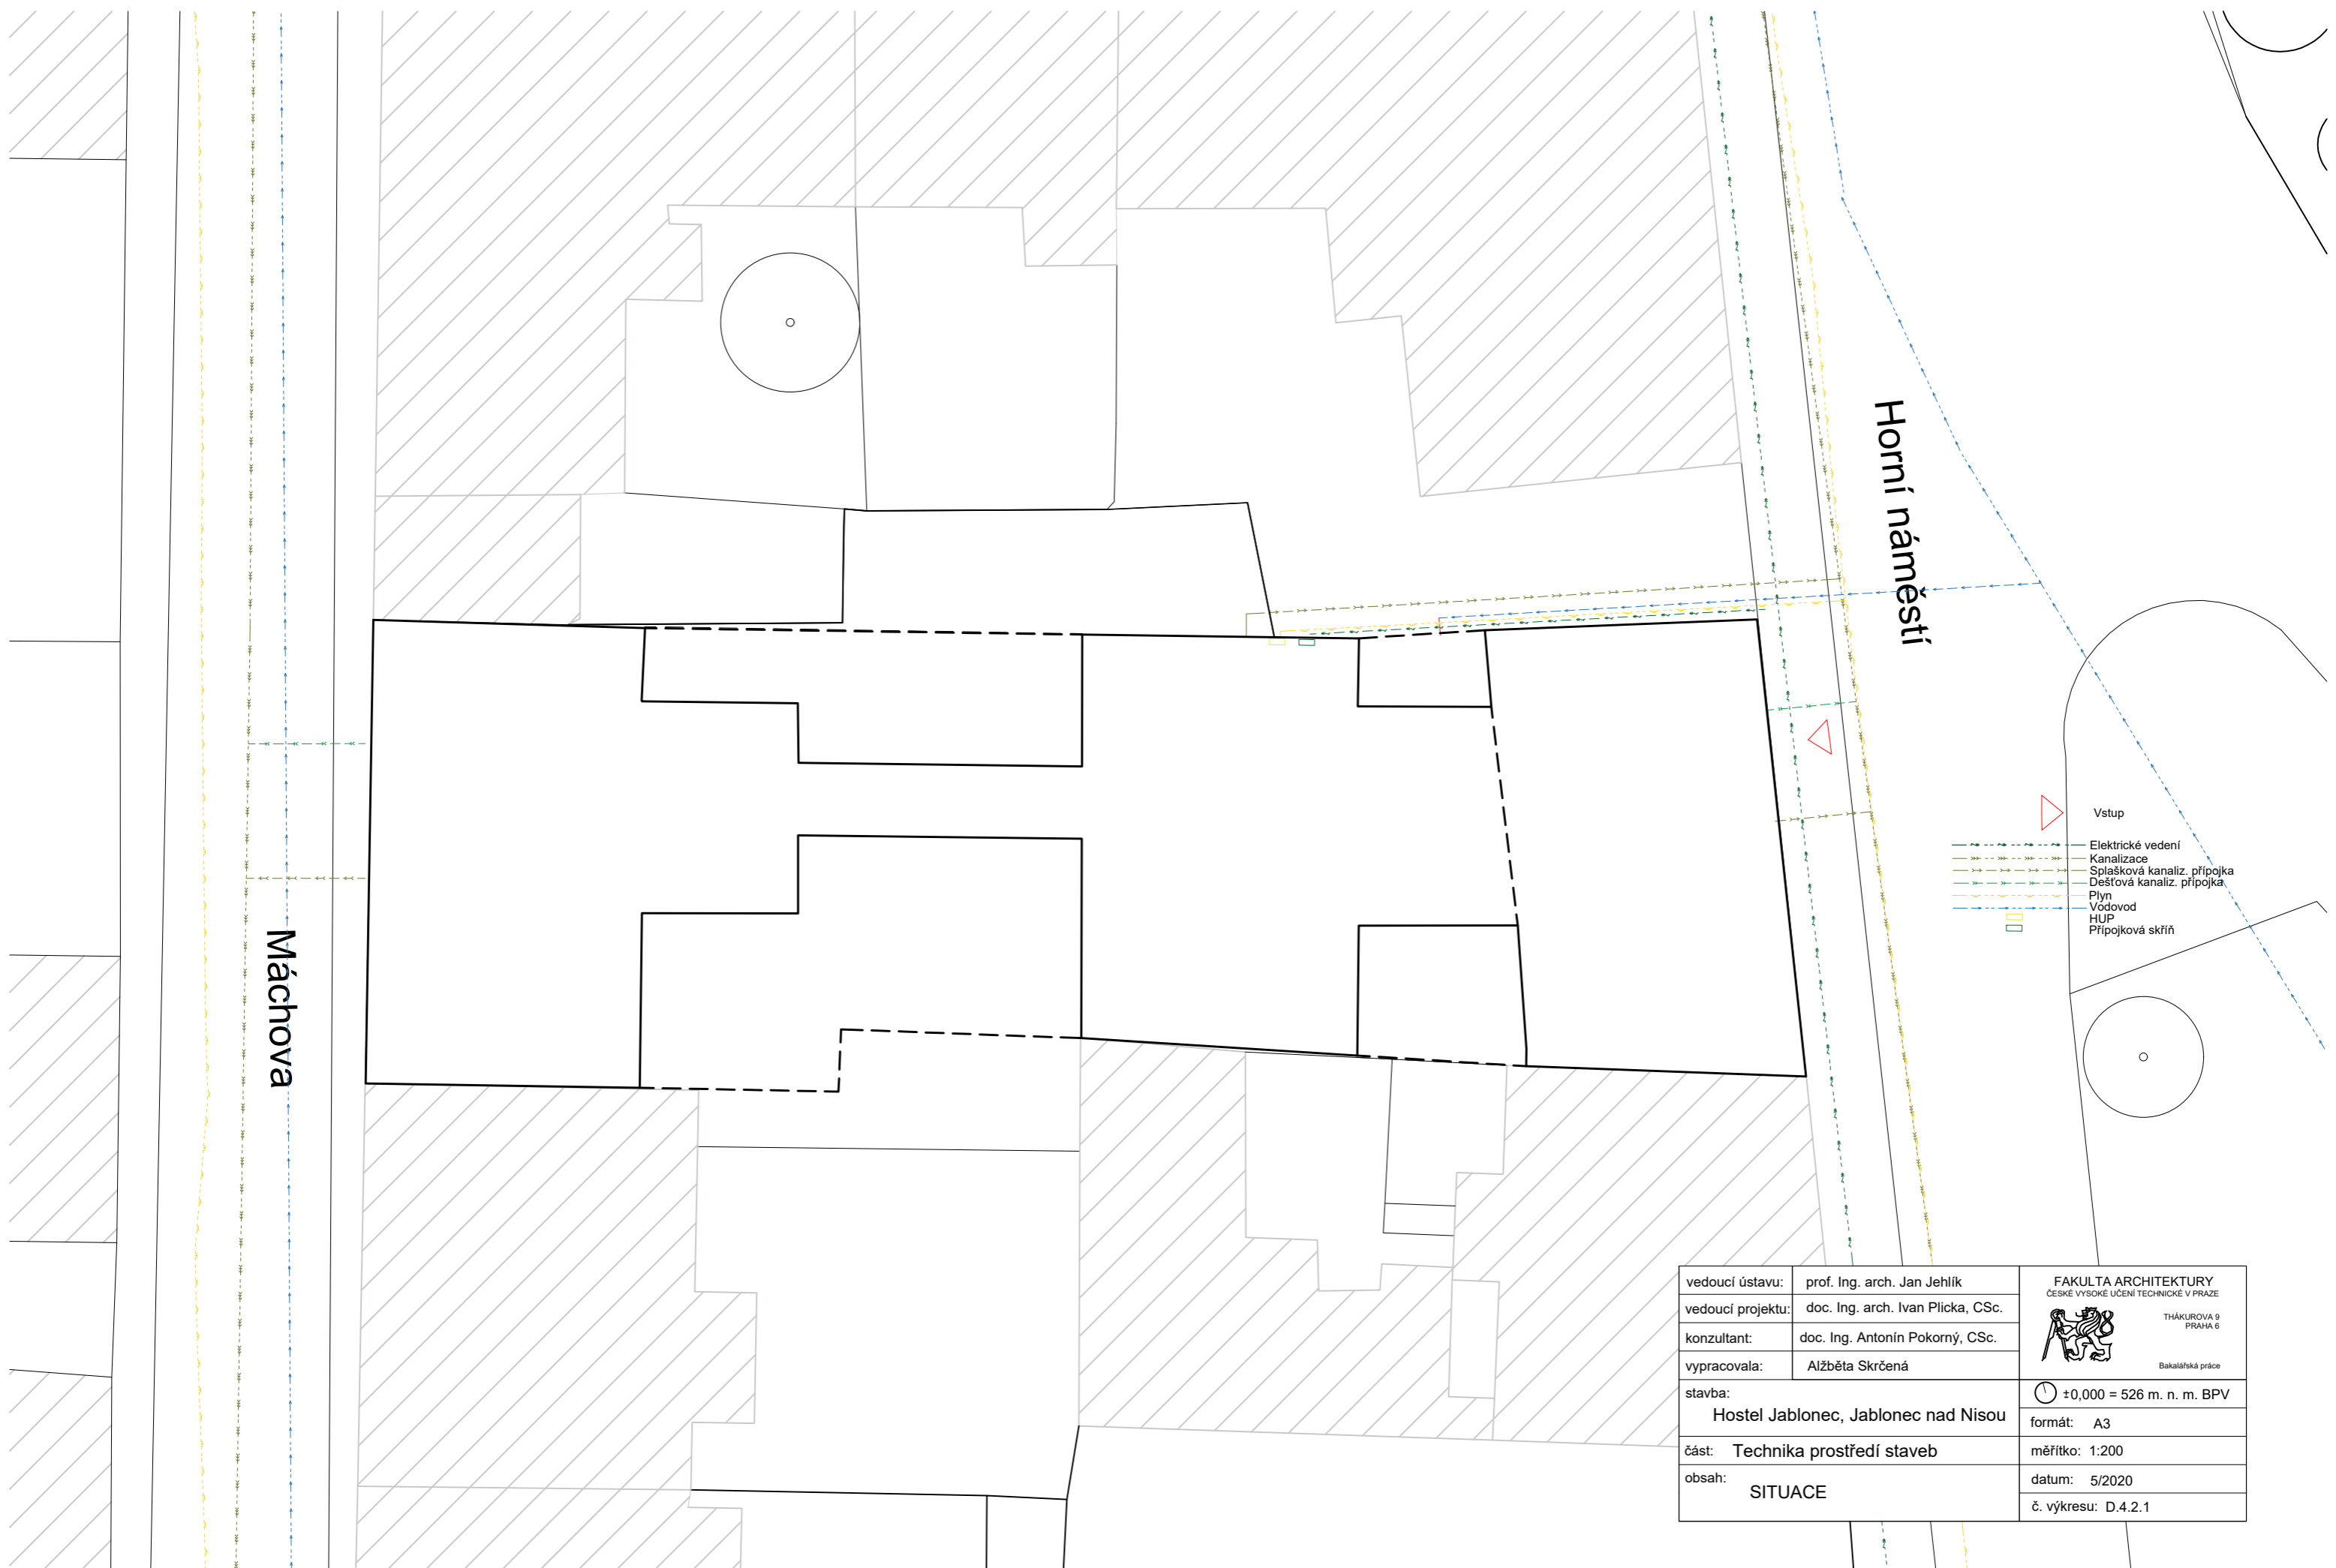 Horní náměstí
Máchova
Vstup
Elektrické vedení
Kanalizace
Splašková kanaliz. přípojka
Dešťová kanaliz. přípojka
Plyn
Vodovod
HUP
Přípojková skříň
vedoucí ústavu: prof. Ing. arch. Jan Jehlík
vedoucí projektu: doc. Ing. arch. Ivan Plicka, CSc.
konzultant: doc. Ing. Antonín Pokorný, CSc.
vypracovala: Alžběta Skrčená
FAKULTA ARCHITEKTURY
ČESKÉ VYSOKÉ UČENÍ TECHNICKÉ V PRAZE
THÁKUROVA 9
PRAHA 6
Bakalářská práce
stavba:
Hostel Jablonec, Jablonec nad Nisou
část: Technika prostředí staveb
obsah:
SITUACE
±0,000 = 526 m. n. m. BPV
formát: A3
měřítko: 1:200
datum: 5/2020
č. výkresu: D.4.2.1